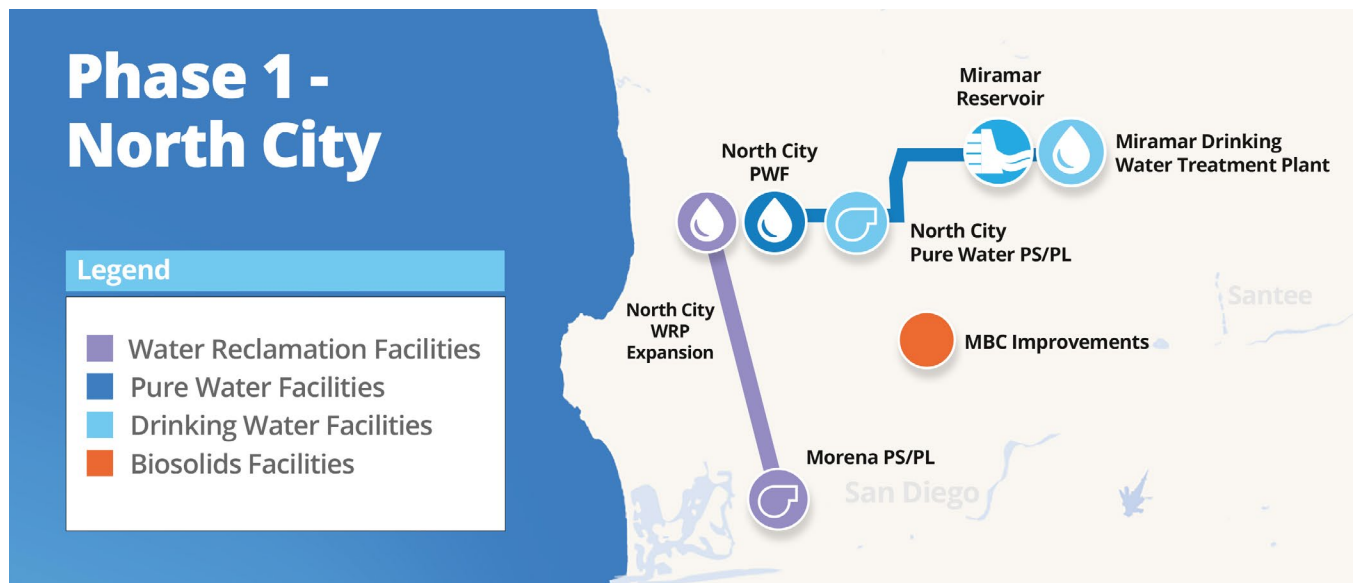 Phase 1 -
North City
Legend
Water Reclamation Facilities
Pure Water Facilities
Drinking Water Facilities
Biosolids Facilities
Miramar
Reservoir
Miramar Drinking
Water Treatment Plant
North City
PWF
North City
Pure Water PS/PL
Santee
North City
WRP
Expansion
MBC Improvements
Morena PS/PL
San Diego